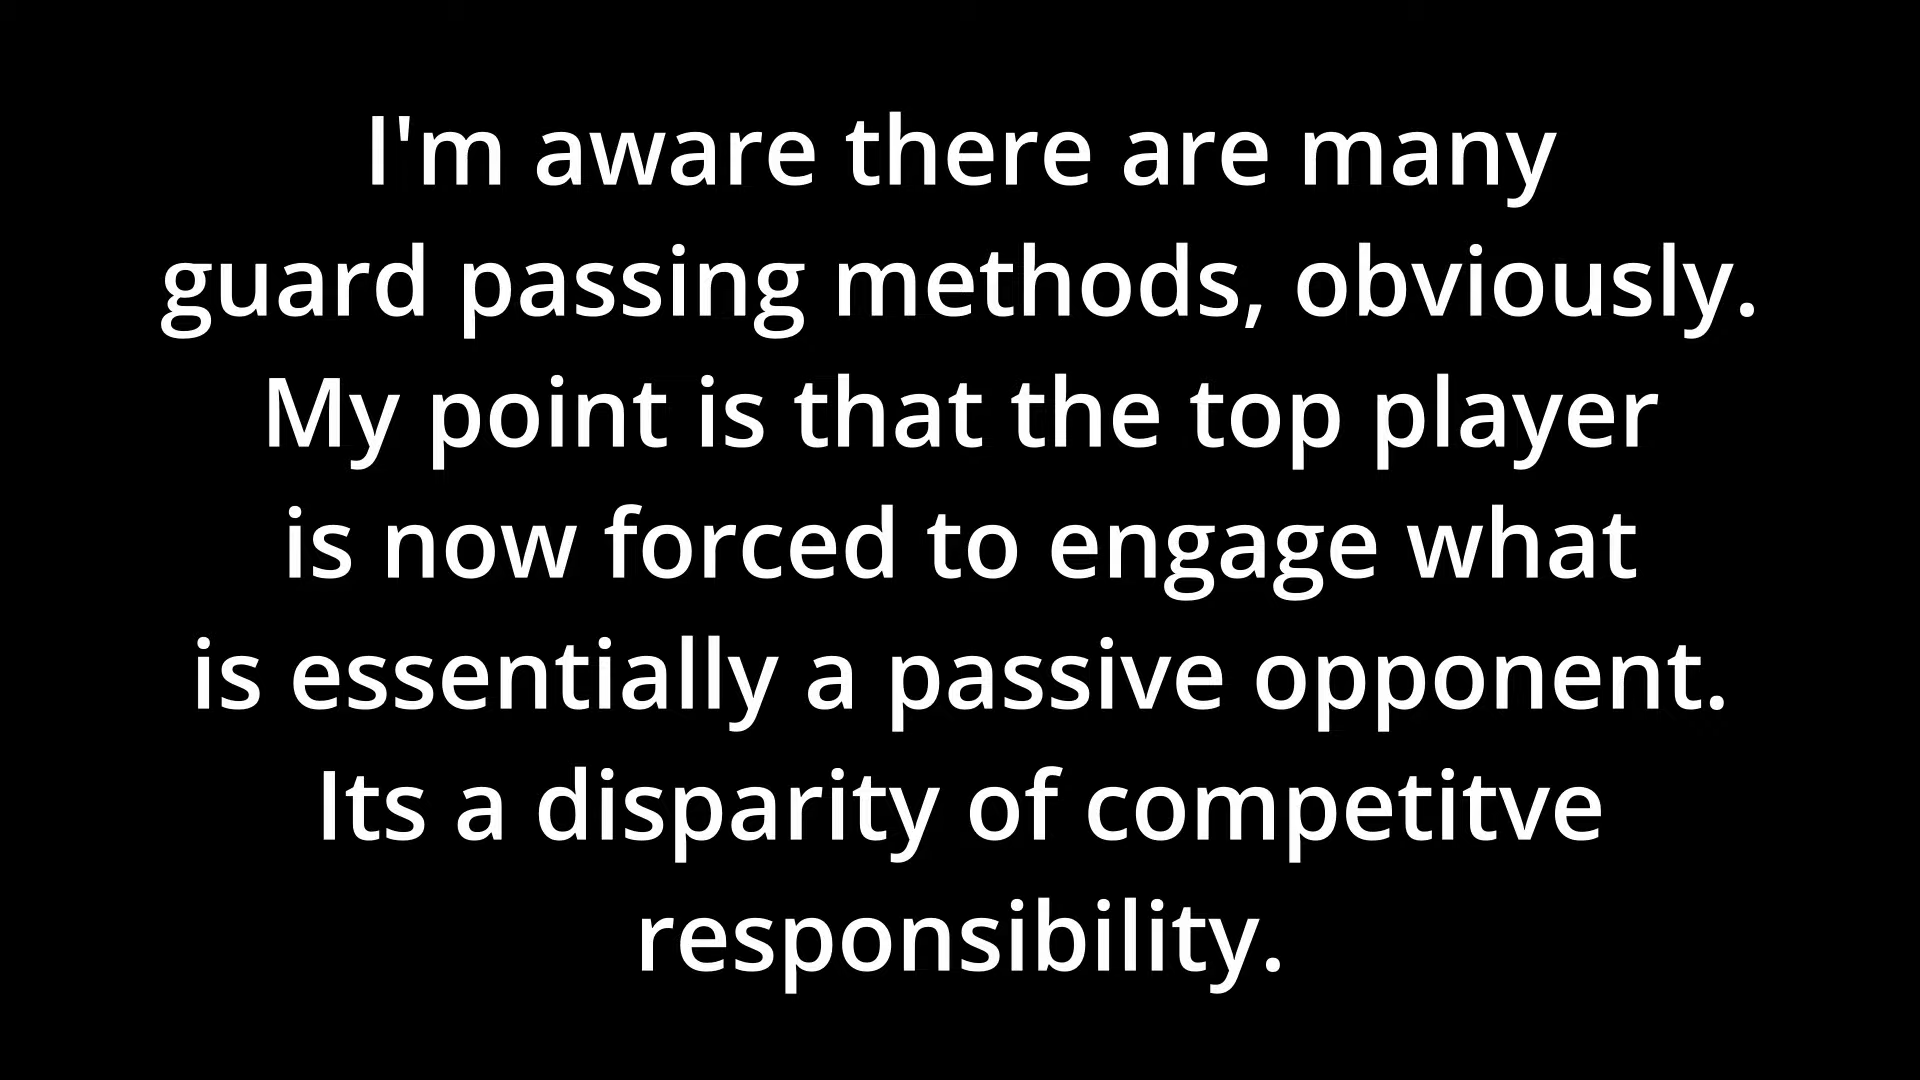 I'm aware there are many
guard passing methods, obviously.
My point is that the top player
is now forced to engage what
is essentially a passive opponent.
Its a disparity of competitve
responsibility.